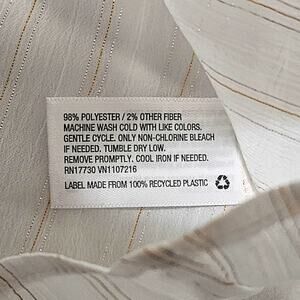 98% POLYESTER / 2% OTHER FIBER
MACHINE WASH COLD WITH LIKE COLORS.
GENTLE CYCLE. ONLY NON-CHLORINE BLEACH
IF NEEDED. TUMBLE DRY LOW.
REMOVE PROMPTLY. COOL IRON IF NEEDED.
RN17730 VN1107216
LABEL MADE FROM 100% RECYCLED PLASTIC